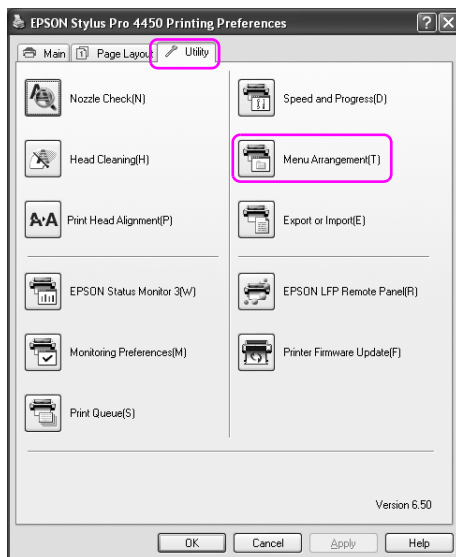 EPSON Stylus Pro 4450 Printing Preferences
Main
Page Layout
Utility
Nozzle Check(N)
Speed and Progress(D)
Head Cleaning(H)
Menu Arrangement(T)
Print Head Alignment(P)
Export or Import(E)
EPSON Status Monitor 3(W)
EPSON LFP Remote Panel(R)
Monitoring Preferences(M)
Printer Firmware Update(F)
Print Queue(S)
Version 6.50
OK
Cancel
Apply
Help